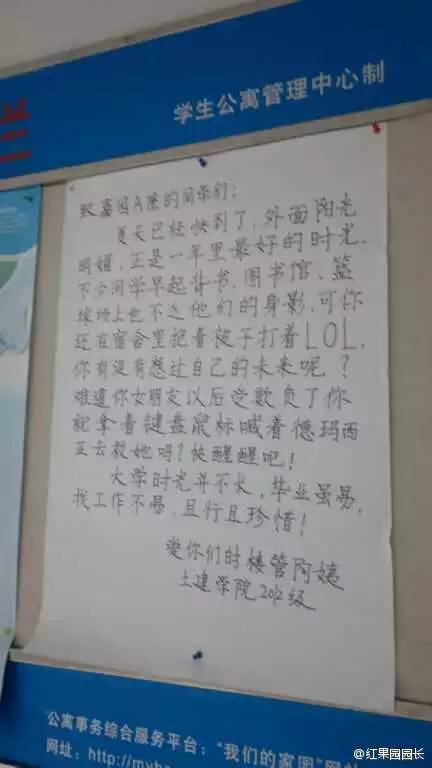 学生公寓管理中心制
致嘉园A座的同学们:
夏天已经快到了,外面阳光
明媚,正是一年里最好的时光.
不少同学早起背书,图书馆、篮
球场上也不乏他们的身影,可你
还在宿舍里抱着被子打着LOL,
你有没有想过自己的未来呢?
难道你女朋友以后受欺负了你
就拿着键盘鼠标喊着德玛西
亚去救她吗?快醒醒吧!
大学时光并不长,毕业虽易,
找工作不易,且行且珍惜!
爱你们的楼管阿姨
土建学院2012级
公寓事务综合服务平台:“我们的家园”网
网址:http://myh
@红果园园长